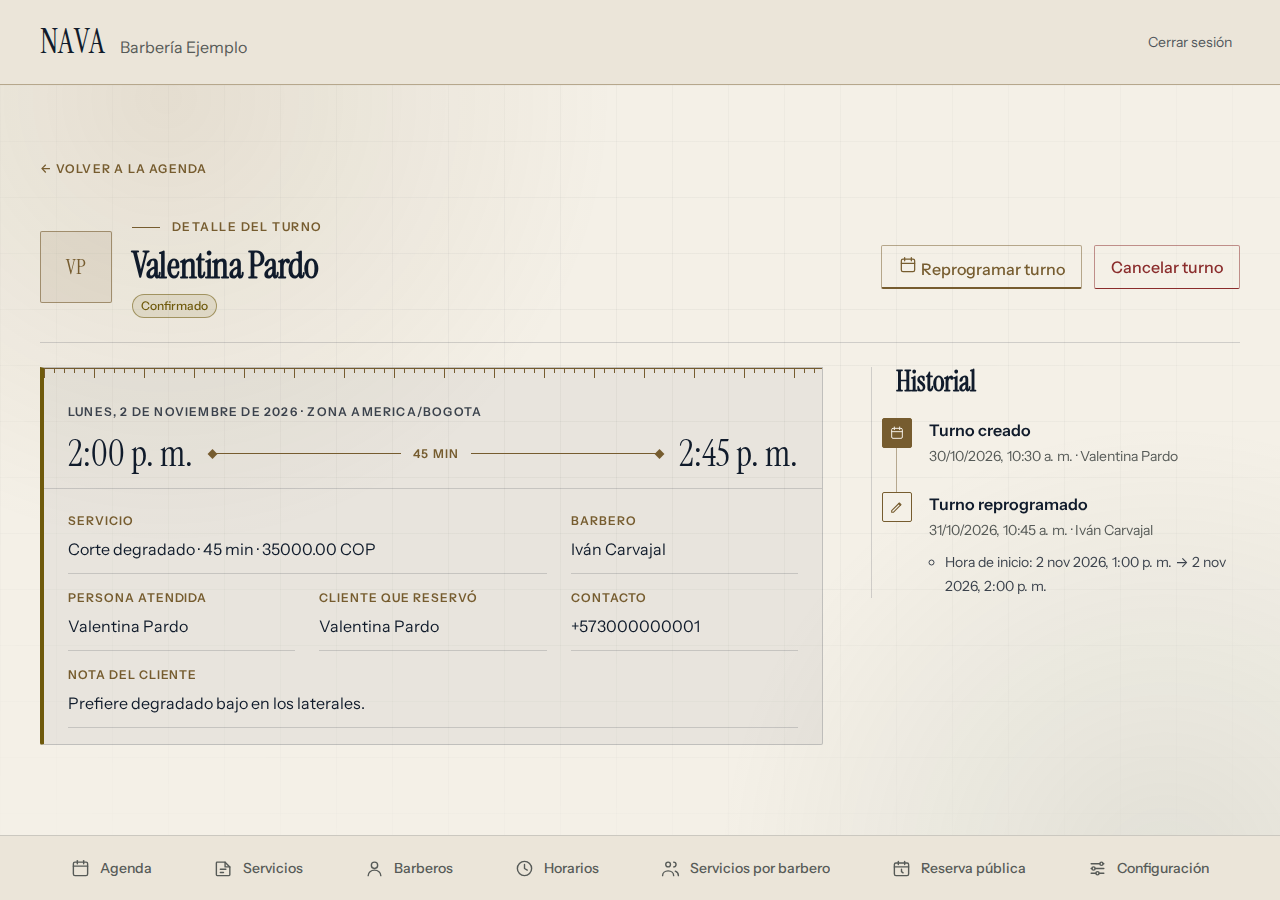 NAVA Barbería Ejemplo
Cerrar sesión
← VOLVER A LA AGENDA
VP
DETALLE DEL TURNO
Valentina Pardo
Confirmado
Reprogramar turno
Cancelar turno
LUNES, 2 DE NOVIEMBRE DE 2026 · ZONA AMERICA/BOGOTA
2:00 p. m. 45 MIN 2:45 p. m.
SERVICIO
Corte degradado · 45 min · 35000.00 COP
BARBERO
Iván Carvajal
PERSONA ATENDIDA
Valentina Pardo
CLIENTE QUE RESERVÓ
Valentina Pardo
CONTACTO
+573000000001
NOTA DEL CLIENTE
Prefiere degradado bajo en los laterales.
Historial
Turno creado
30/10/2026, 10:30 a. m. · Valentina Pardo
Turno reprogramado
31/10/2026, 10:45 a. m. · Iván Carvajal
Hora de inicio: 2 nov 2026, 1:00 p. m. → 2 nov
2026, 2:00 p. m.
Agenda
Servicios
Barberos
Horarios
Servicios por barbero
Reserva pública
Configuración